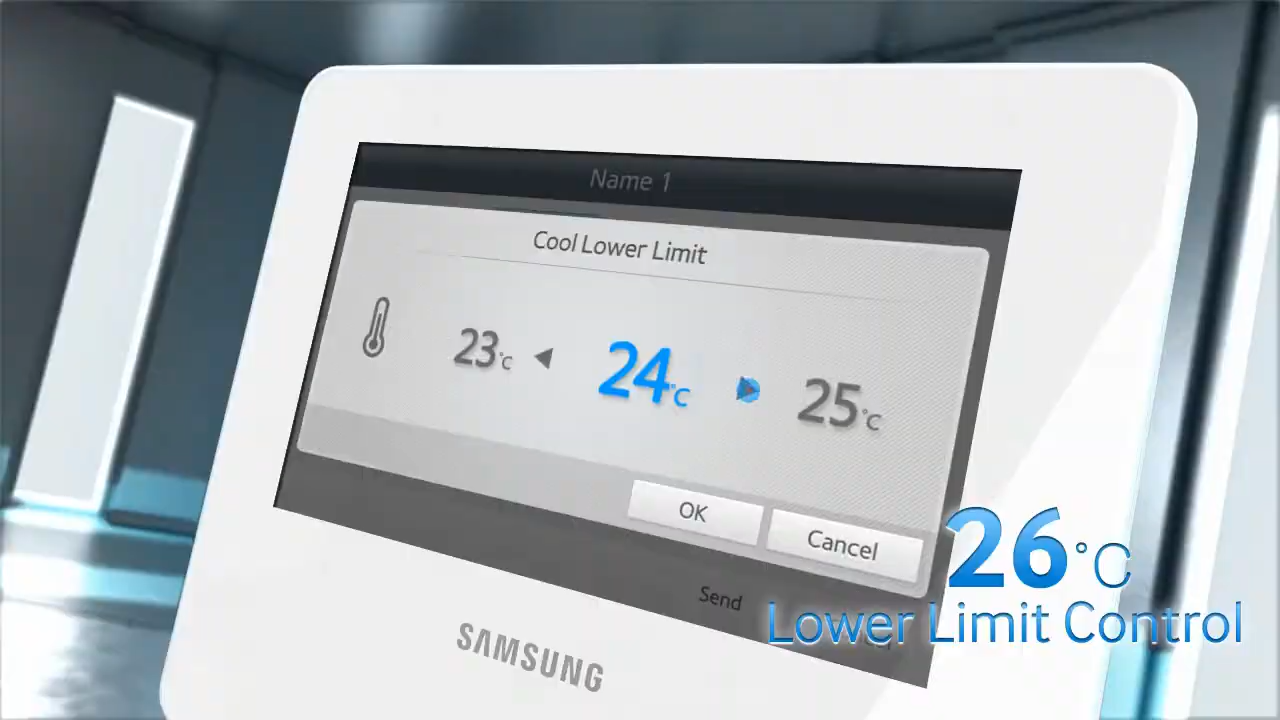 Name 1
Cool Lower Limit
23°C
24°C
25°C
OK
Cancel
Send
26°C
Lower Limit Control
SAMSUNG